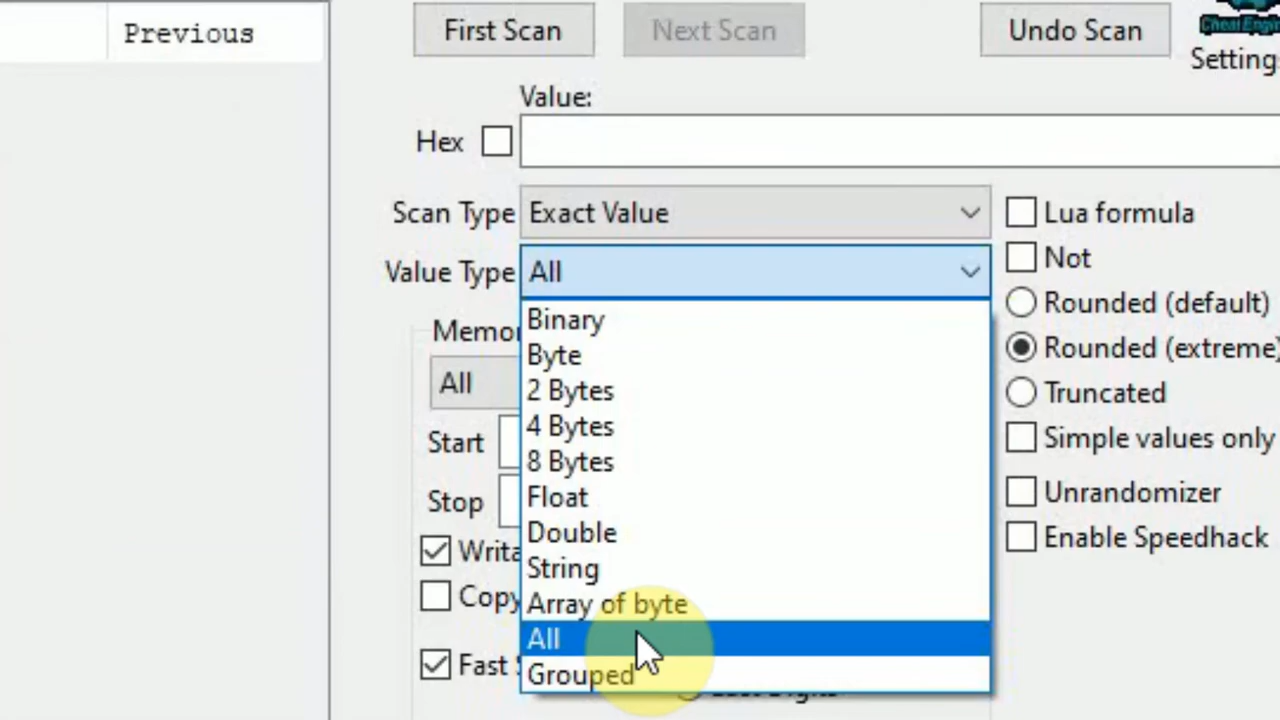 Previous
First Scan
Next Scan
Undo Scan
Cheat Engin
Settings
Value:
Hex
Scan Type
Exact Value
Lua formula
Value Type
All
Not
Binary
Rounded (default)
Memo
Byte
Rounded (extreme)
All
2 Bytes
Truncated
4 Bytes
Start
Simple values only
8 Bytes
Stop
Float
Unrandomizer
Double
Enable Speedhack
Writa
String
Copy
Array of byte
All
Fast S
Grouped